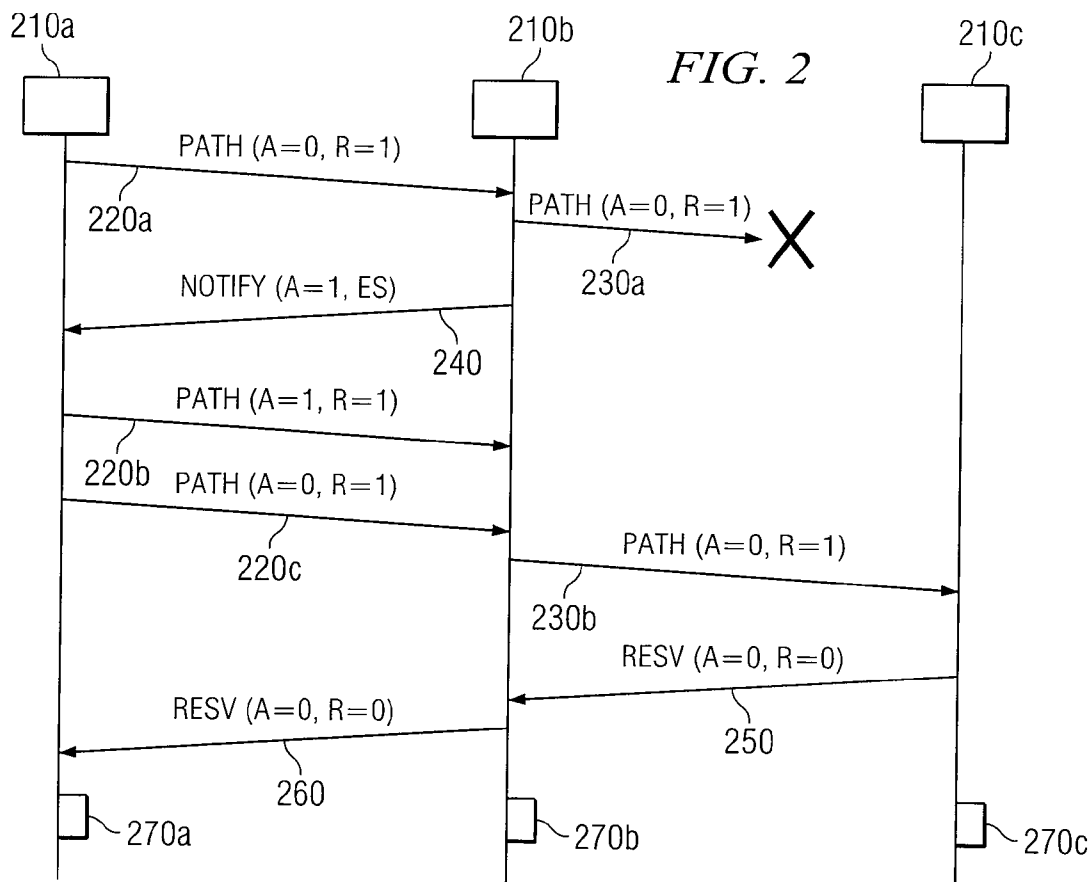 210a
210b
210c
FIG. 2
PATH (A=0, R=1)
220a
PATH (A=0, R=1)
230a
NOTIFY (A=1, ES)
240
PATH (A=1, R=1)
220b
PATH (A=0, R=1)
220c
PATH (A=0, R=1)
230b
RESV (A=0, R=0)
250
RESV (A=0, R=0)
260
270a
270b
270c